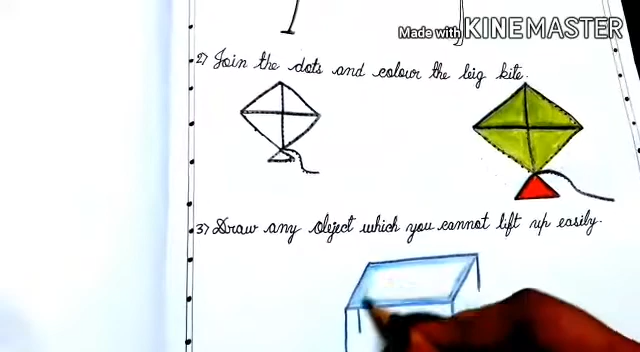 Made with KINEMASTER
2) Join the dots and colour the big kite.
3) Draw any object which you cannot lift up easily.